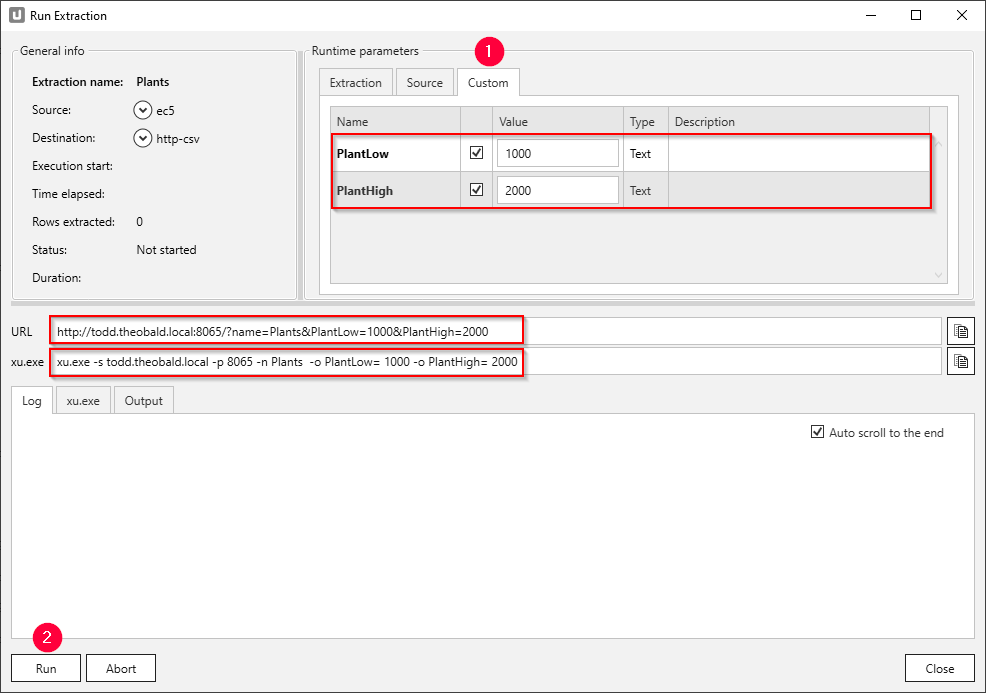 Run Extraction
General info
Extraction name: Plants
Source: ec5
Destination: http-csv
Execution start:
Time elapsed:
Rows extracted: 0
Status: Not started
Duration:
Runtime parameters
1
Extraction Source Custom
Name Value Type Description
PlantLow 1000 Text
PlantHigh 2000 Text
URL http://todd.theobald.local:8065/?name=Plants&PlantLow=1000&PlantHigh=2000
xu.exe xu.exe -s todd.theobald.local -p 8065 -n Plants  -o PlantLow= 1000 -o PlantHigh= 2000
Log xu.exe Output
Auto scroll to the end
2
Run Abort Close